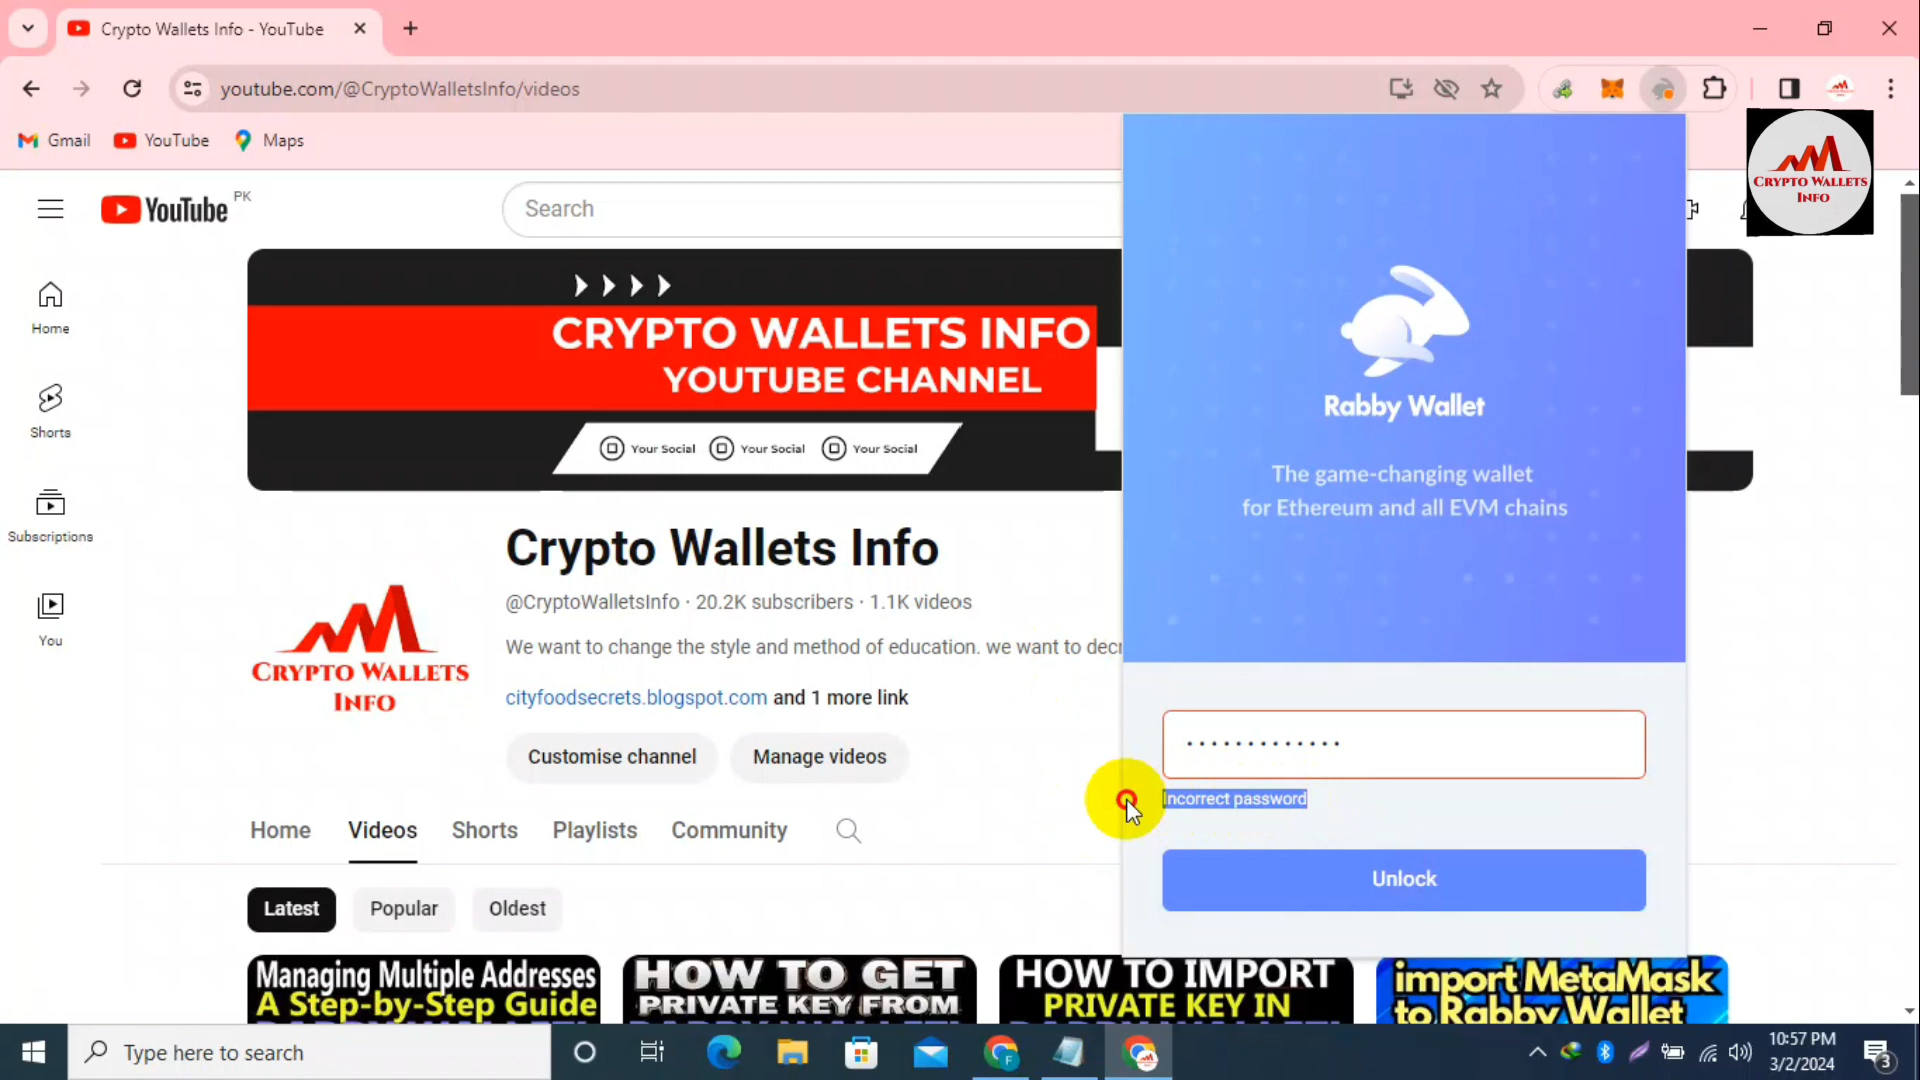 Crypto Wallets Info - YouTube
youtube.com/@CryptoWalletsInfo/videos
Gmail
YouTube
Maps
YouTube PK
Search
CRYPTO WALLETS INFO
YOUTUBE CHANNEL
Your Social
Your Social
Your Social
CRYPTO WALLETS
INFO
Home
Shorts
Subscriptions
You
CRYPTO WALLETS
INFO
Crypto Wallets Info
@CryptoWalletsInfo · 20.2K subscribers · 1.1K videos
We want to change the style and method of education. we want to
cityfoodsecrets.blogspot.com and 1 more link
Customise channel
Manage videos
Home
Videos
Shorts
Playlists
Community
Latest
Popular
Oldest
Managing Multiple Addresses
A Step-by-Step Guide
HOW TO GET
PRIVATE KEY FROM
HOW TO IMPORT
PRIVATE KEY IN
import MetaMask
to Rabby Wallet
Rabby Wallet
The game-changing wallet
for Ethereum and all EVM chains
Incorrect password
Unlock
Type here to search
F
10:57 PM
3/2/2024
3